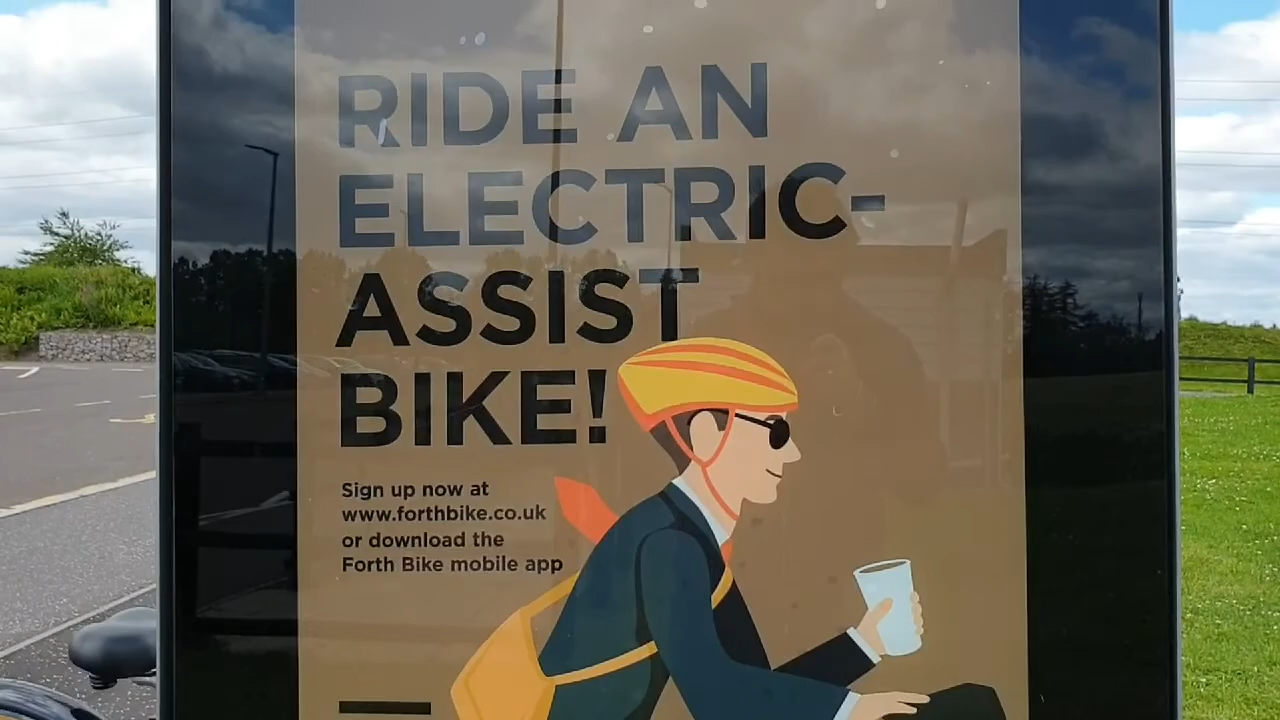 RIDE AN
ELECTRIC-
ASSIST
BIKE!
Sign up now at
www.forthbike.co.uk
or download the
Forth Bike mobile app